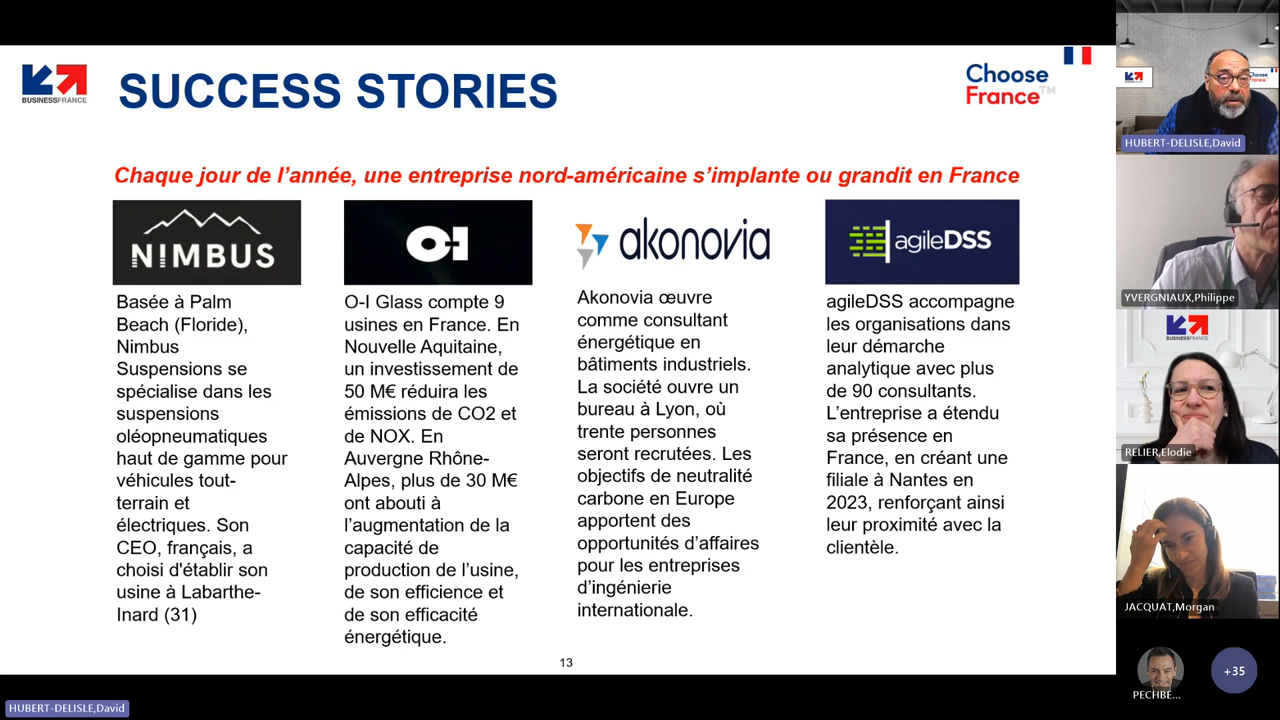 BUSINESSFRANCE
SUCCESS STORIES
Choose
France™
Chaque jour de l’année, une entreprise nord-américaine s’implante ou grandit en France
NIMBUS
Basée à Palm
Beach (Floride),
Nimbus
Suspensions se
spécialise dans les
suspensions
oléopneumatiques
haut de gamme pour
véhicules tout-
terrain et
électriques. Son
CEO, français, a
choisi d'établir son
usine à Labarthe-
Inard (31)
O-I
O-I Glass compte 9
usines en France. En
Nouvelle Aquitaine,
un investissement de
50 M€ réduira les
émissions de CO2 et
de NOX. En
Auvergne Rhône-
Alpes, plus de 30 M€
ont abouti à
l’augmentation de la
capacité de
production de l’usine,
de son efficience et
de son efficacité
énergétique.
akonovia
Akonovia œuvre
comme consultant
énergétique en
bâtiments industriels.
La société ouvre un
bureau à Lyon, où
trente personnes
seront recrutées. Les
objectifs de neutralité
carbone en Europe
apportent des
opportunités d’affaires
pour les entreprises
d’ingénierie
internationale.
agileDSS
agileDSS accompagne
les organisations dans
leur démarche
analytique avec plus
de 90 consultants.
L’entreprise a étendu
sa présence en
France, en créant une
filiale à Nantes en
2023, renforçant ainsi
leur proximité avec la
clientèle.
13
HUBERT-DELISLE,David
Choose
France
HUBERT-DELISLE,David
YVERGNIAUX,Philippe
BUSINESSFRANCE
RELIER,Elodie
JACQUAT,Morgan
PECHBE...
+35